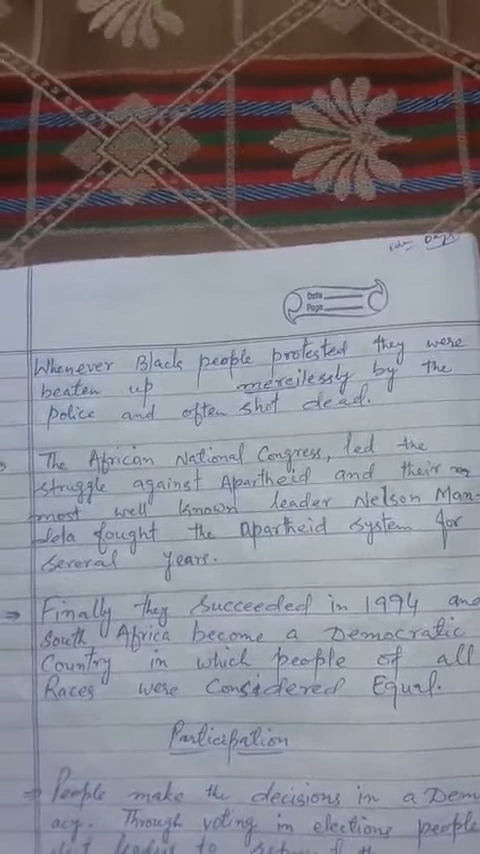 Date
Page
Whenever Black people protested they were
beaten up mercilessly by the
police and often shot dead.
The African National Congress, led the
struggle against Apartheid and their
most well known leader Nelson Man-
dela fought the apartheid system for
several years.
⇒ Finally they succeeded in 1994 and
South Africa become a Democratic
Country in which people of all
Races were Considered Equal.
Participation
⇒ People make the decisions in a Dem
acy. Through voting in elections people
leaders to